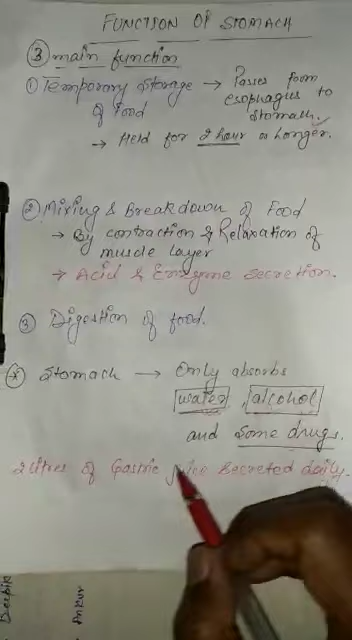 FUNCTION OF STOMACH
③ main function
① Temporary Storage → Passes from
of Food esophagus to
stomach.
→ Held for 2 hour or longer.
② Mixing & Breakdown of Food
→ By contraction & Relaxation of
muscle layer
→ Acid & Enzyme secretion.
③ Digestion of food.
* Stomach → Only absorbs
water, alcohol
and some drugs.
2 litres of Gastric juice secreted daily.
Deepik
Ankur